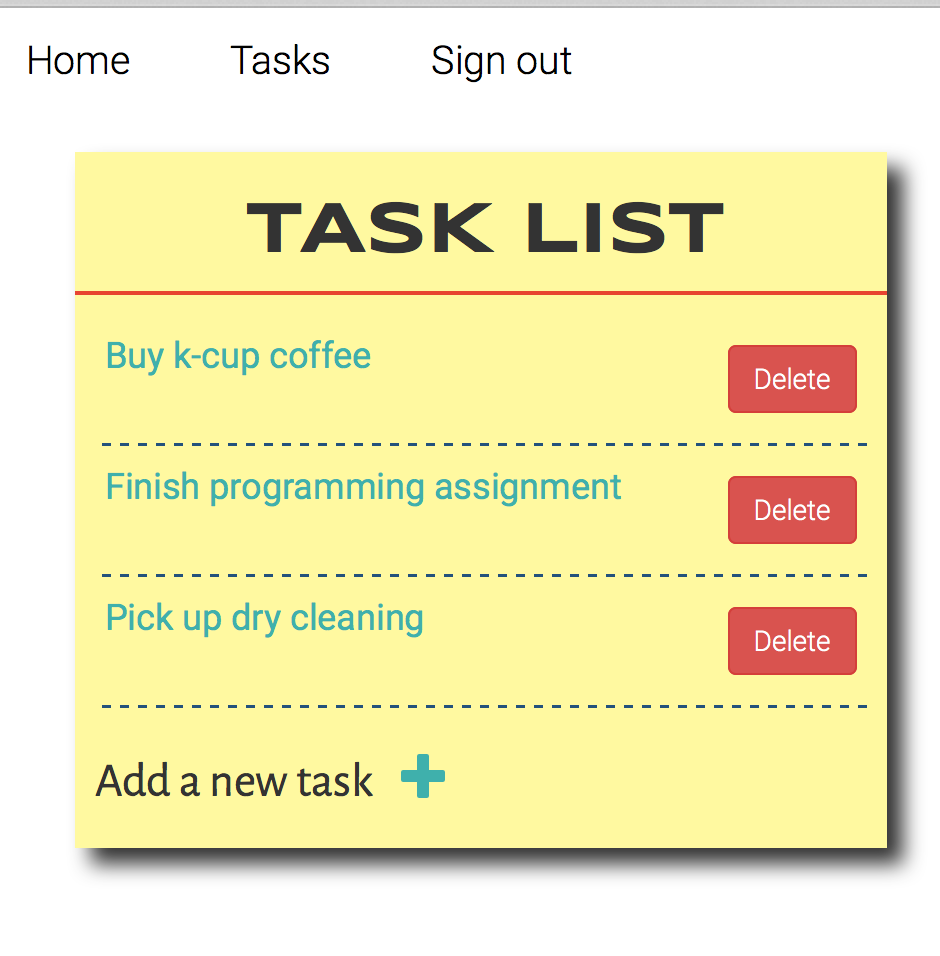 Home Tasks Sign out
TASK LIST
Buy k-cup coffee
Delete
Finish programming assignment
Delete
Pick up dry cleaning
Delete
Add a new task